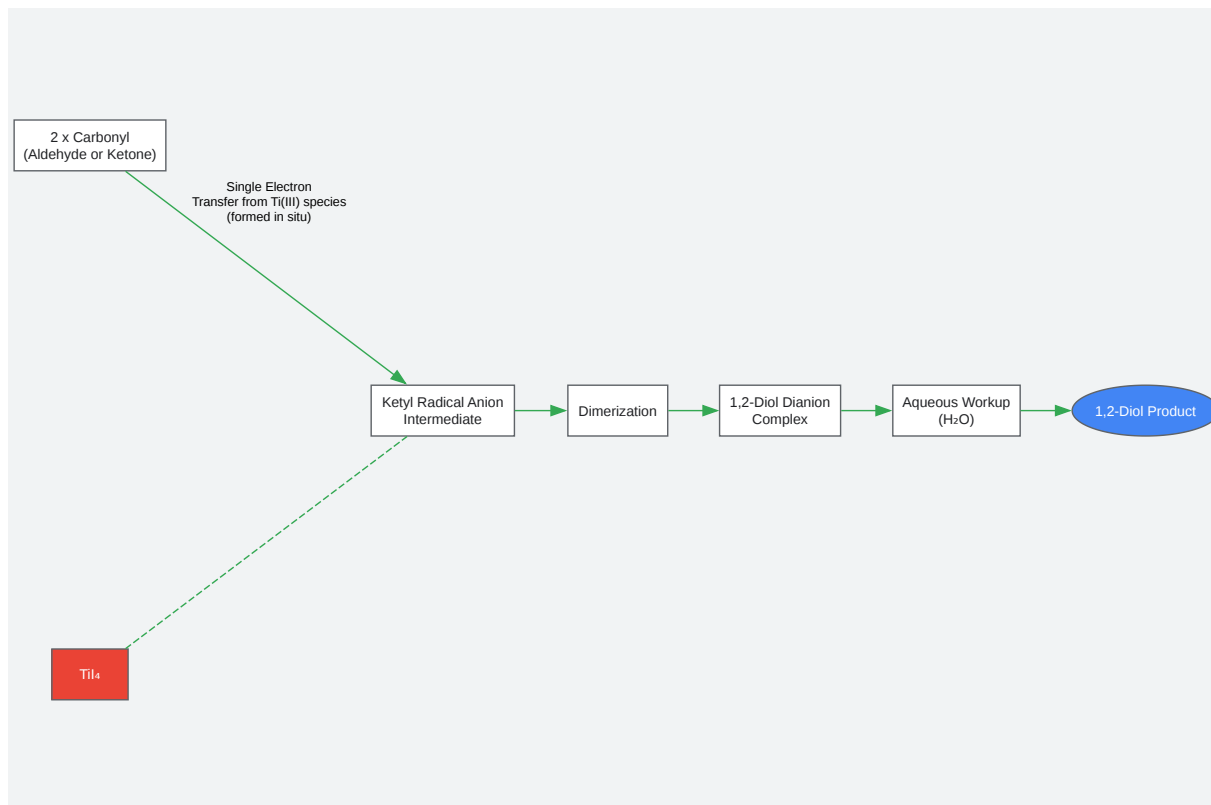 2 x Carbonyl
(Aldehyde or Ketone)
Single Electron
Transfer from Ti(III) species
(formed in situ)
Ketyl Radical Anion
Intermediate
Dimerization
1,2-Diol Dianion
Complex
Aqueous Workup
(H₂O)
1,2-Diol Product
TiI₄